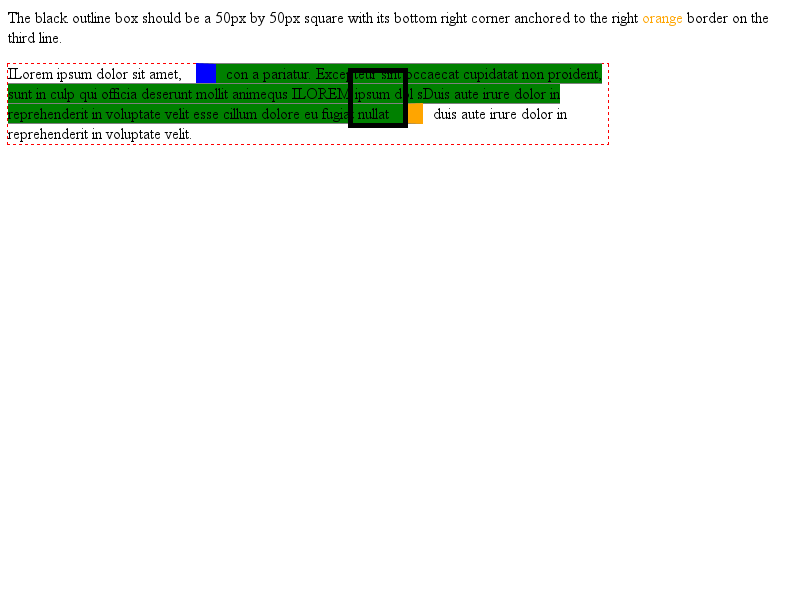 The black outline box should be a 50px by 50px square with its bottom right corner anchored to the right orange border on the
third line.
ILorem ipsum dolor sit amet, con a pariatur. Excepteur sint occaecat cupidatat non proident,
sunt in culp qui officia deserunt mollit animequs ILOREM ipsum dol sDuis aute irure dolor in
reprehenderit in voluptate velit esse cillum dolore eu fugiat nullat duis aute irure dolor in
reprehenderit in voluptate velit.